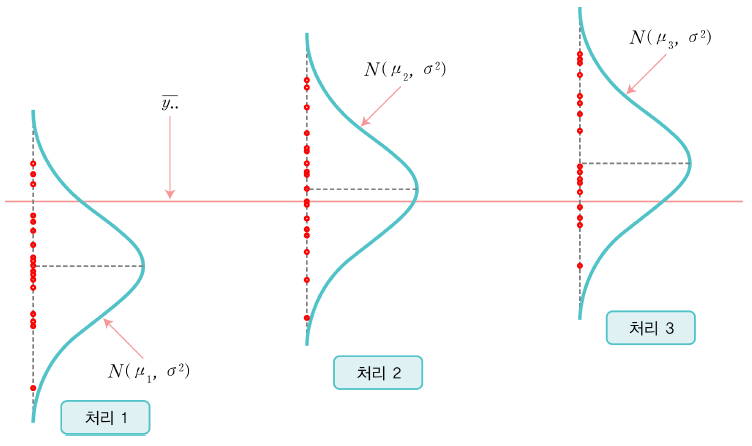 N(μ₃, σ²)
N(μ₂, σ²)
y̅..
N(μ₁, σ²)
처리 3
처리 2
처리 1